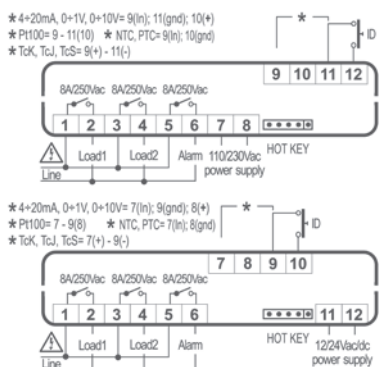 * 4÷20mA, 0÷1V, 0÷10V= 9(In); 11(gnd); 10(+)
* Pt100= 9 - 11(10) * NTC, PTC= 9(In); 10(gnd)
* TcK, TcJ, TcS= 9(+) - 11(-)
* ID
9 10 11 12
8A/250Vac 8A/250Vac 8A/250Vac
1 2 3 4 5 6 7 8
HOT KEY
Line Load1 Load2 Alarm 110/230Vac
power supply
* 4÷20mA, 0÷1V, 0÷10V= 7(In); 9(gnd); 8(+)
* Pt100= 7 - 9(8) * NTC, PTC= 7(In); 8(gnd)
* TcK, TcJ, TcS= 7(+) - 9(-)
* ID
7 8 9 10
8A/250Vac 8A/250Vac 8A/250Vac
1 2 3 4 5 6 11 12
HOT KEY
Line Load1 Load2 Alarm 12/24Vac/dc
power supply